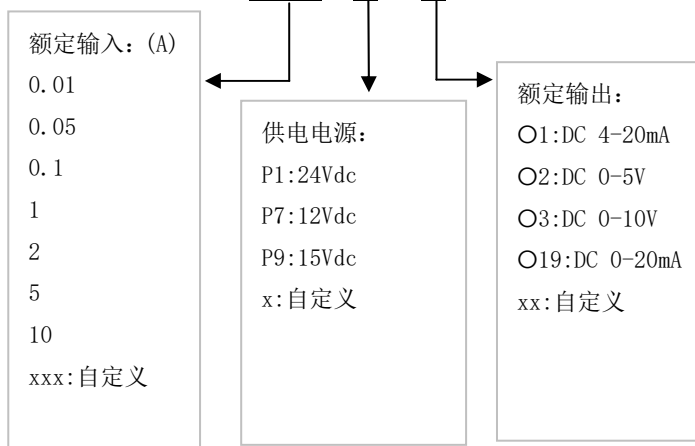 额定输入：(A)
0.01
0.05
0.1
1
2
5
10
xxx:自定义
供电电源：
P1:24Vdc
P7:12Vdc
P9:15Vdc
x:自定义
额定输出：
O1:DC 4-20mA
O2:DC 0-5V
O3:DC 0-10V
O19:DC 0-20mA
xx:自定义